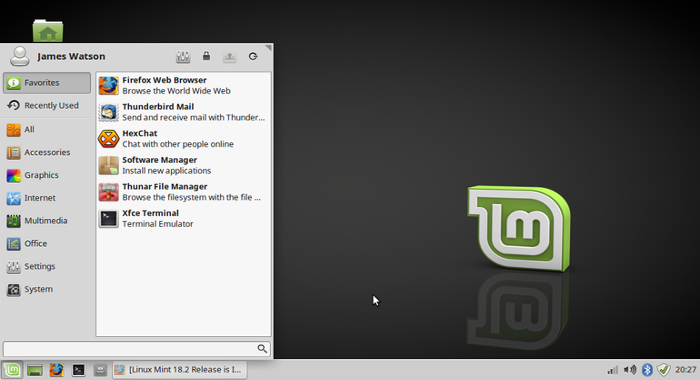 James Watson
Favorites
Recently Used
All
Accessories
Graphics
Internet
Multimedia
Office
Settings
System
Firefox Web Browser
Browse the World Wide Web
Thunderbird Mail
Send and receive mail with Thunder...
HexChat
Chat with other people online
Software Manager
Install new applications
Thunar File Manager
Browse the filesystem with the file ...
Xfce Terminal
Terminal Emulator
lm
[Linux Mint 18.2 Release is I...
20:27